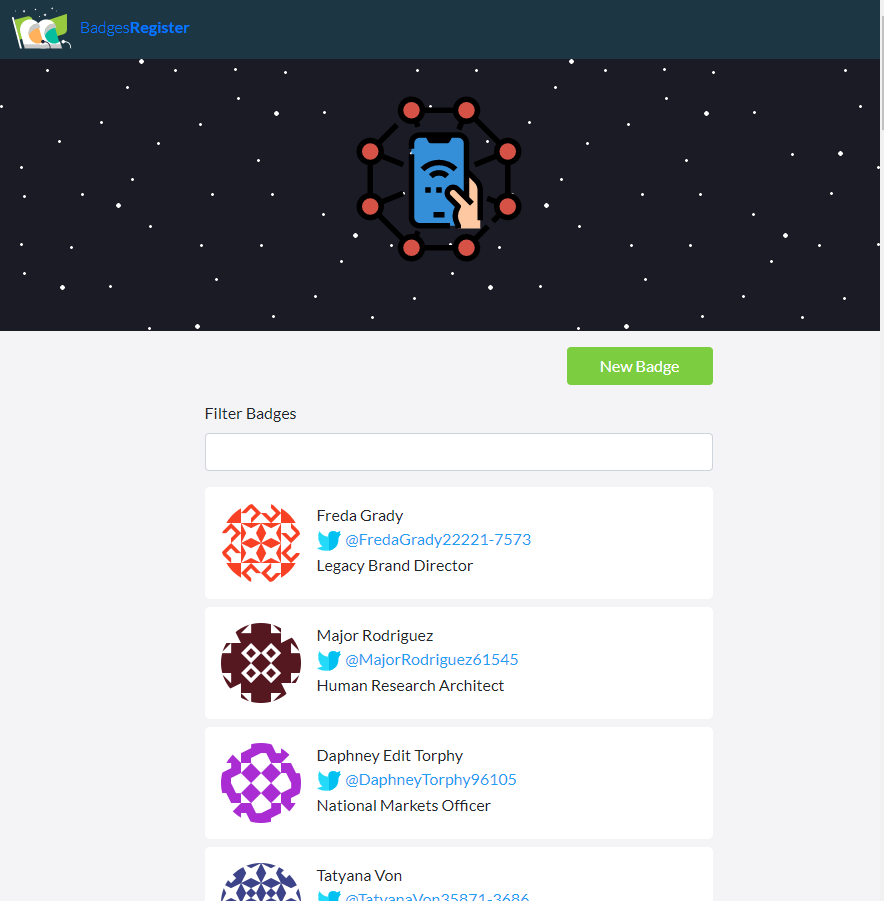 BadgesRegister
New Badge
Filter Badges
Freda Grady
@FredaGrady22221-7573
Legacy Brand Director
Major Rodriguez
@MajorRodriguez61545
Human Research Architect
Daphney Edit Torphy
@DaphneyTorphy96105
National Markets Officer
Tatyana Von
@TatyanaVon35871-3686